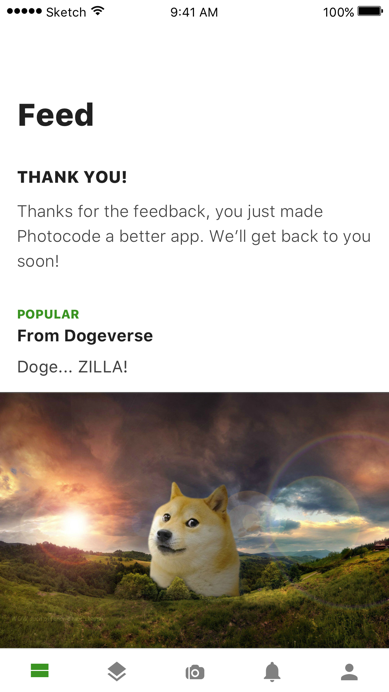 Sketch 9:41 AM 100%
Feed
THANK YOU!
Thanks for the feedback, you just made
Photocode a better app. We’ll get back to you
soon!
POPULAR
From Dogeverse
Doge... ZILLA!